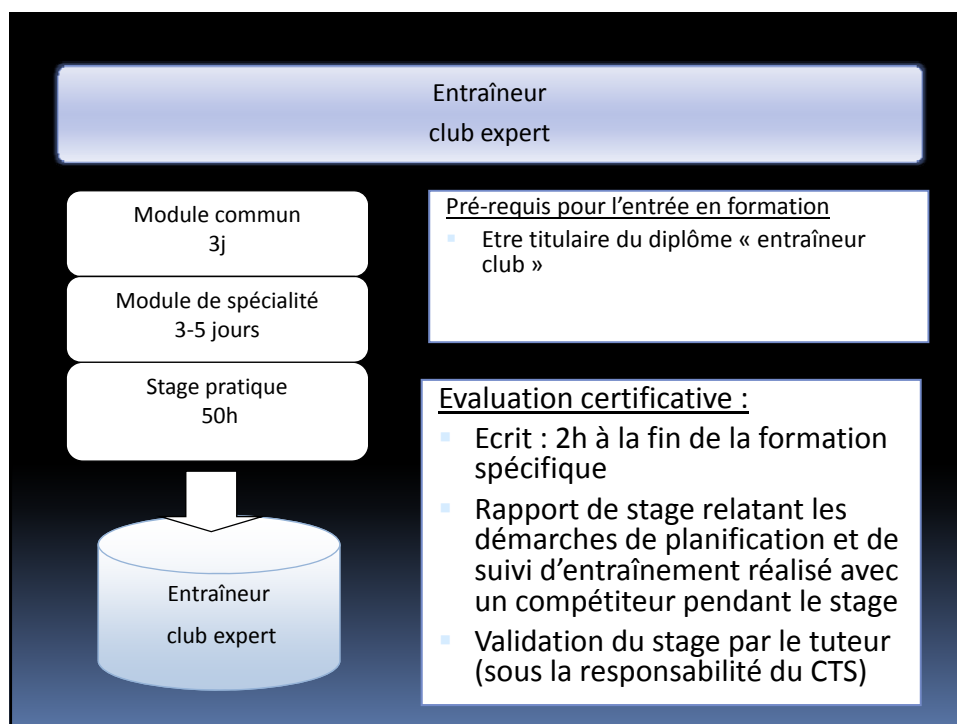 Entraîneur
club expert
Module commun
3j
Module de spécialité
3-5 jours
Stage pratique
50h
Entraîneur
club expert
Pré-requis pour l'entrée en formation
Etre titulaire du diplôme « entraîneur
club »
Evaluation certificative :
Ecrit : 2h à la fin de la formation
spécifique
Rapport de stage relatant les
démarches de planification et de
suivi d'entraînement réalisé avec
un compétiteur pendant le stage
Validation du stage par le tuteur
(sous la responsabilité du CTS)